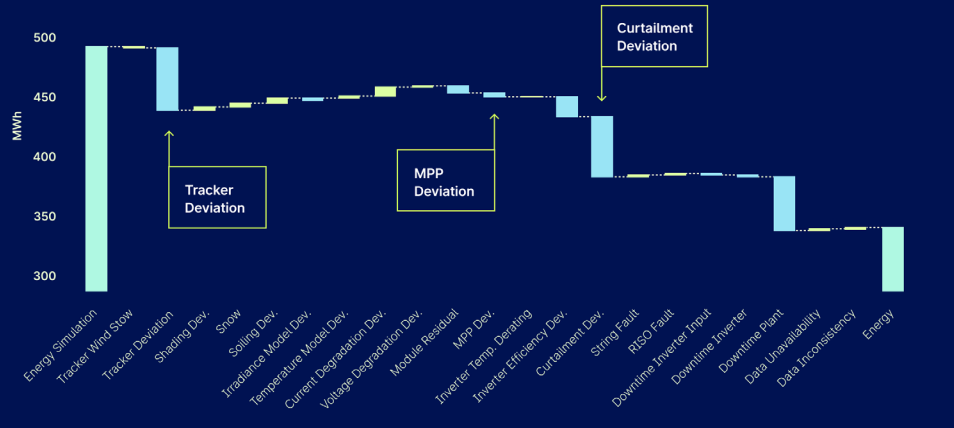 Curtailment
Deviation
500
450
400
350
300
MWh
Tracker
Deviation
MPP
Deviation
Energy Simulation
Tracker Wind Stow
Tracker Deviation
Shading Dev.
Snow
Soiling Dev.
Irradiance Model Dev.
Temperature Model Dev.
Current Degradation Dev.
Voltage Degradation Dev.
Module Residual
MPP Dev.
Inverter Temp. Derating
Inverter Efficiency Dev.
Curtailment Dev.
String Fault
RISO Fault
Downtime Inverter Input
Downtime Inverter
Downtime Plant
Data Unavailability
Data Inconsistency
Energy